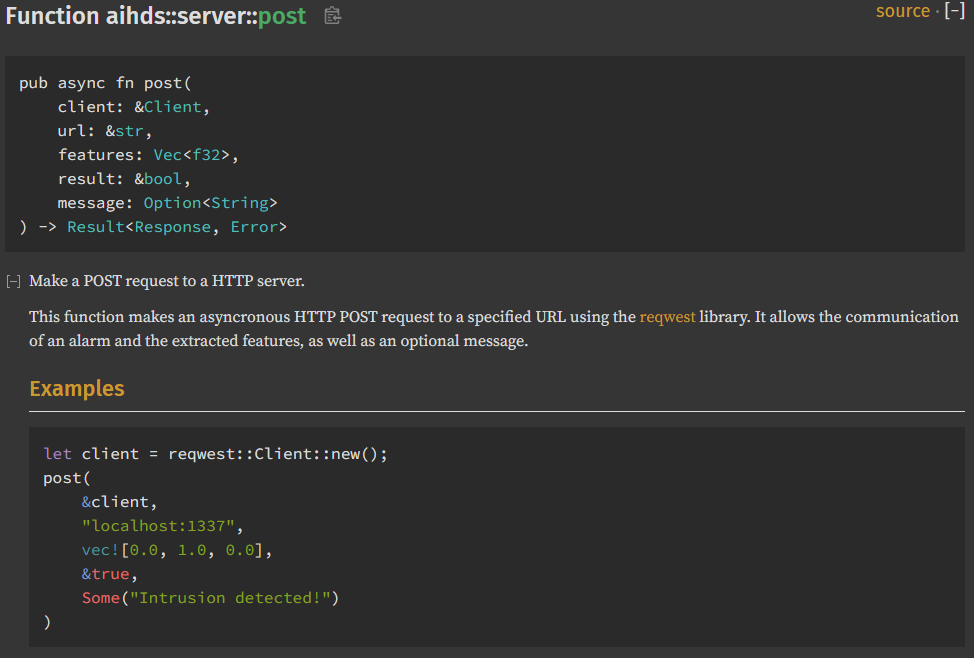 Function aihds::server::post
source · [−]
pub async fn post(
    client: &Client,
    url: &str,
    features: Vec<f32>,
    result: &bool,
    message: Option<String>
) -> Result<Response, Error>
[−] Make a POST request to a HTTP server.
This function makes an asyncronous HTTP POST request to a specified URL using the reqwest library. It allows the communication
of an alarm and the extracted features, as well as an optional message.
Examples
let client = reqwest::Client::new();
post(
    &client,
    "localhost:1337",
    vec![0.0, 1.0, 0.0],
    &true,
    Some("Intrusion detected!")
)